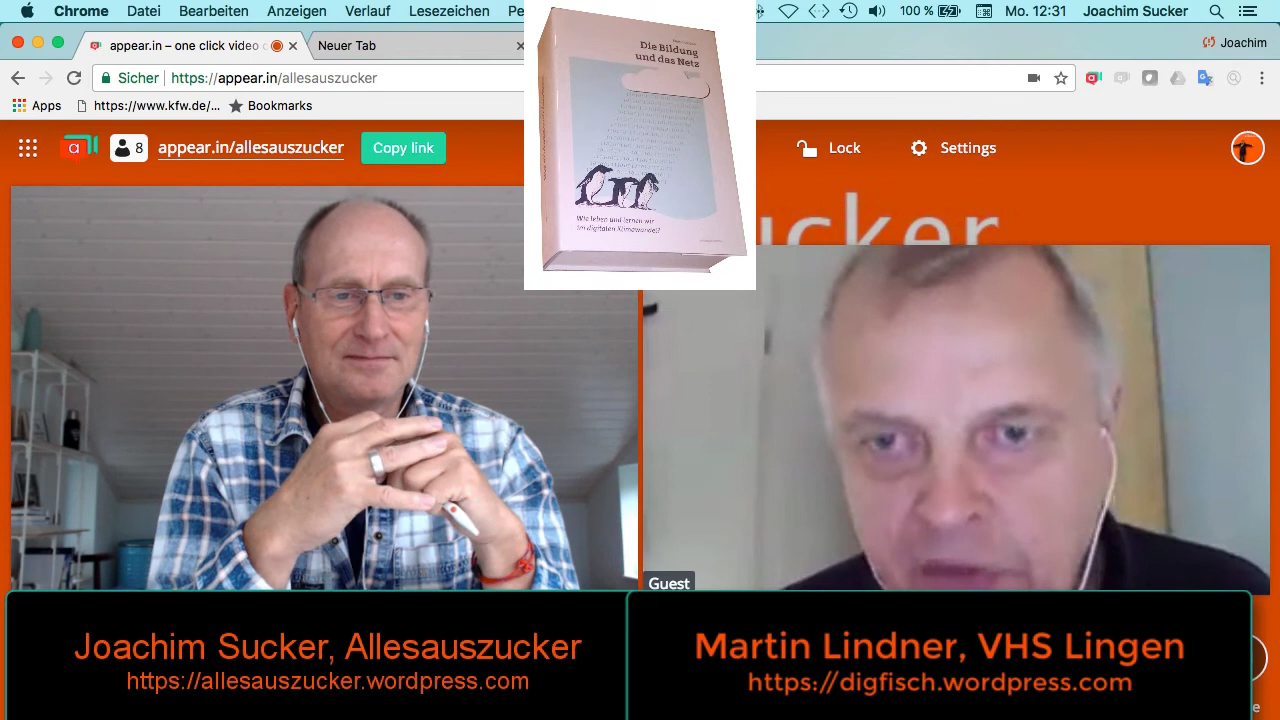 Chrome Datei Bearbeiten Anzeigen Verlauf Lesezeichen Pe
100 % Mo. 12:31 Joachim Sucker
appear.in – one click video c
Neuer Tab
Joachim
Sicher https://appear.in/allesauszucker
Apps https://www.kfw.de/... Bookmarks
a 8 appear.in/allesauszucker Copy link
Lock Settings
ucker
Die Bildung
und das Netz
Wie leben und lernen wir
im digitalen Klimawandel?
Guest
Joachim Sucker, Allesauszucker
https://allesauszucker.wordpress.com
Martin Lindner, VHS Lingen
https://digfisch.wordpress.com